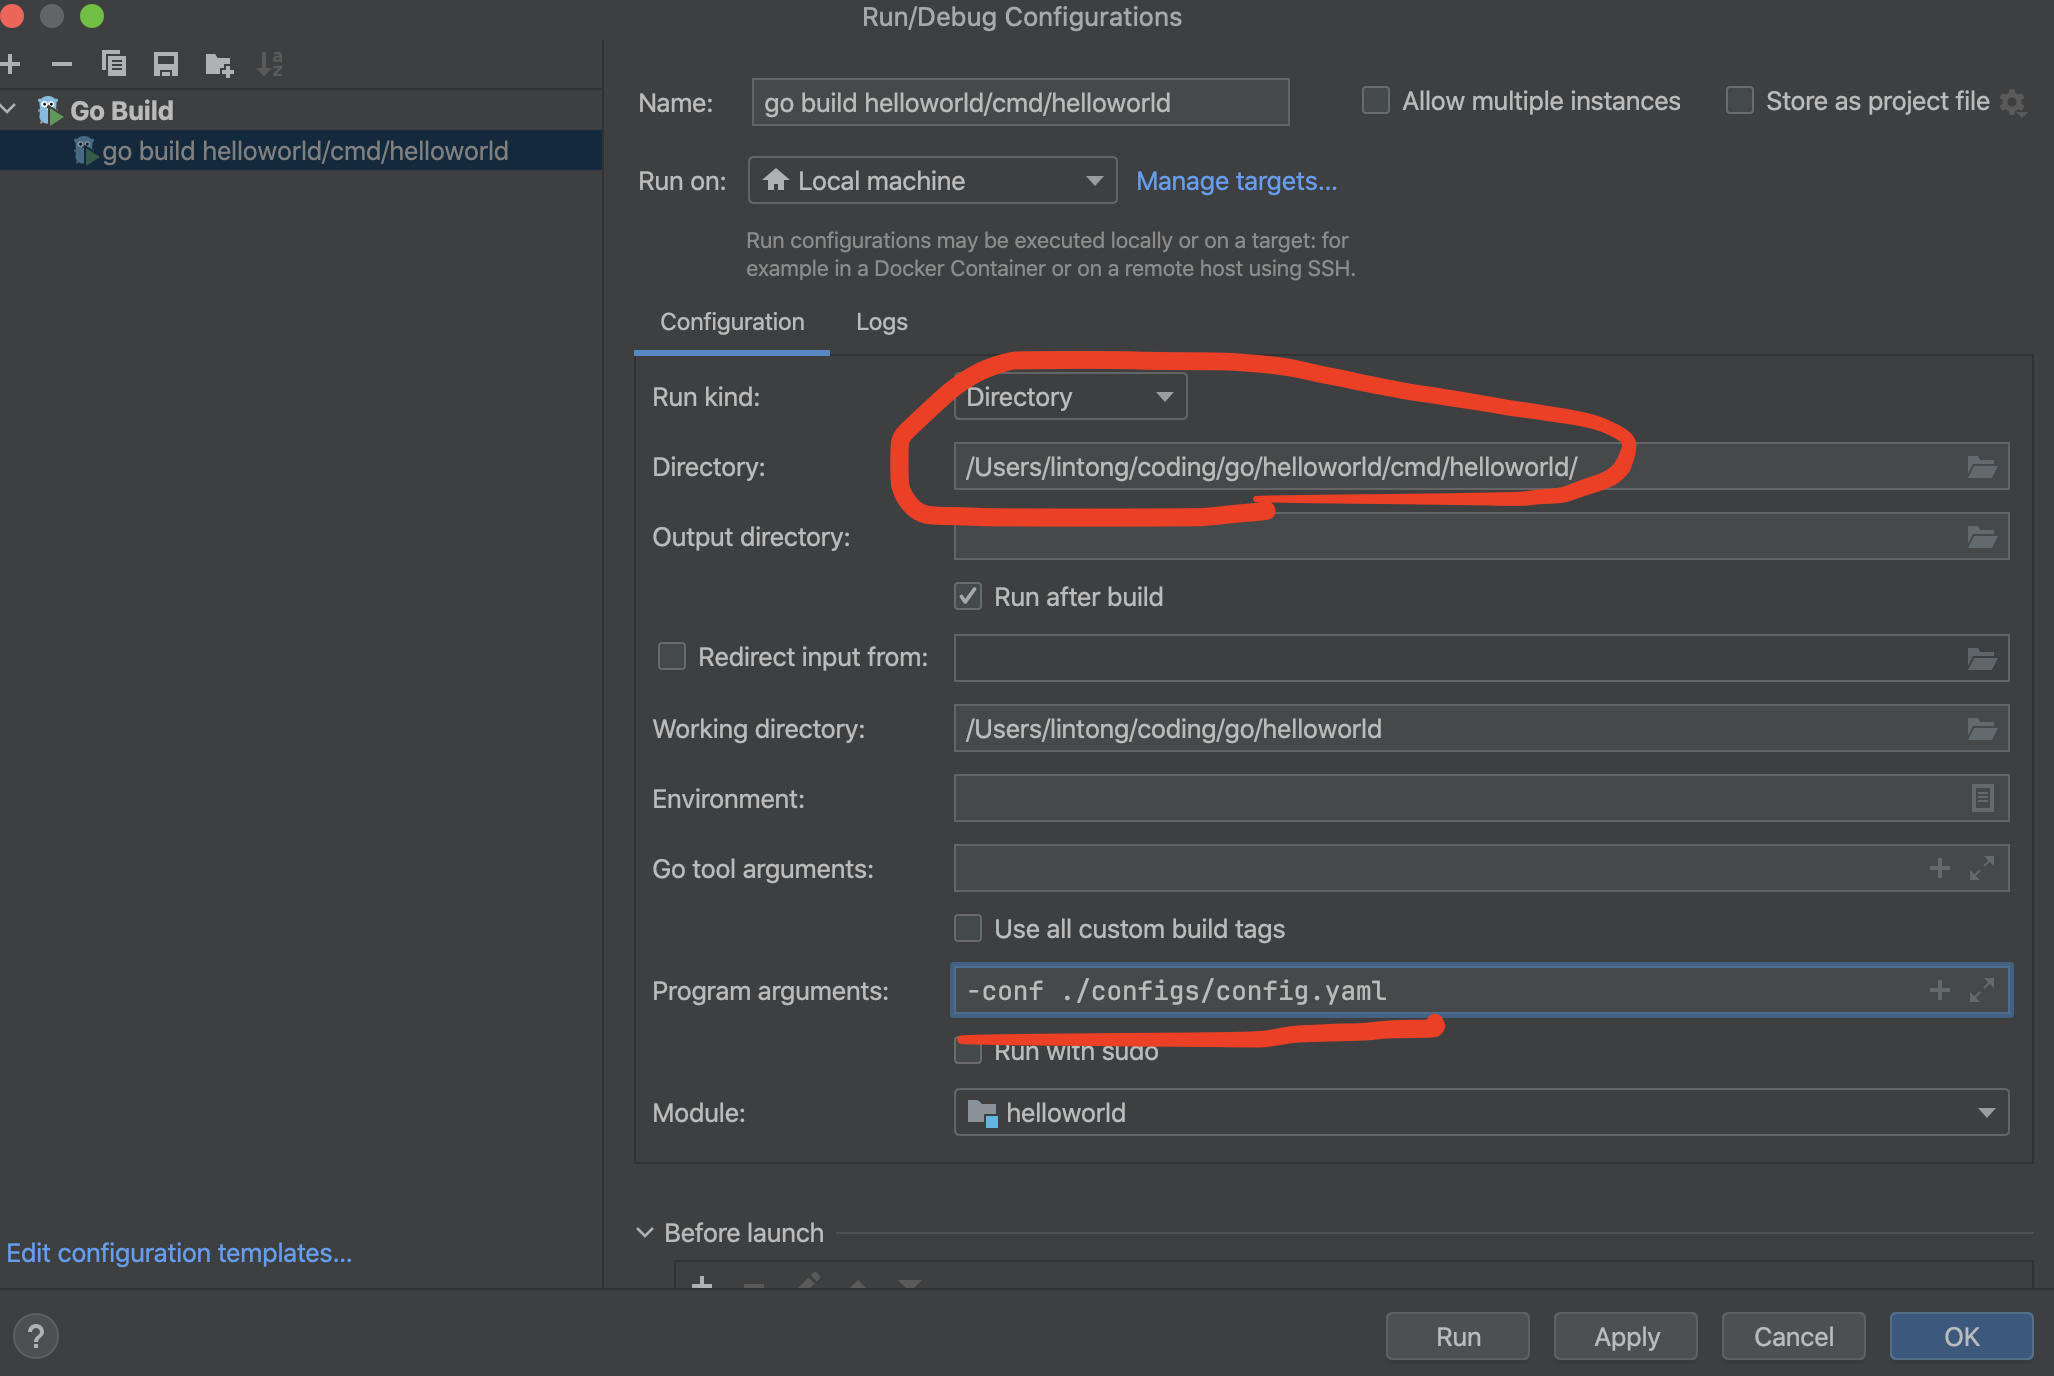 Run/Debug Configurations
Go Build
go build helloworld/cmd/helloworld
Name: go build helloworld/cmd/helloworld Allow multiple instances Store as project file
Run on: Local machine Manage targets...
Run configurations may be executed locally or on a target: for
example in a Docker Container or on a remote host using SSH.
Configuration Logs
Run kind: Directory
Directory: /Users/lintong/coding/go/helloworld/cmd/helloworld/
Output directory:
Run after build
Redirect input from:
Working directory: /Users/lintong/coding/go/helloworld
Environment:
Go tool arguments:
Use all custom build tags
Program arguments: -conf ./configs/config.yaml
Run with sudo
Module: helloworld
Before launch
Edit configuration templates...
? Run Apply Cancel OK